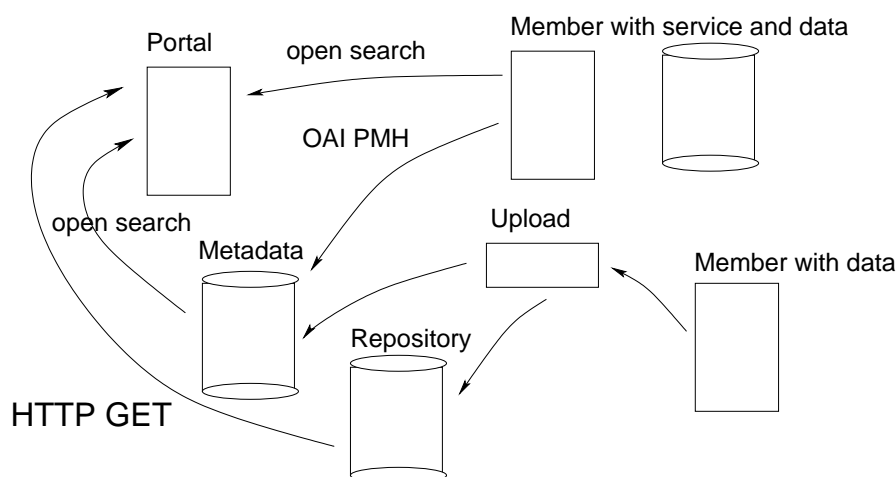 Member with service and data
Portal
open search
OAI PMH
Upload
open search
Metadata
Member with data
Repository
HTTP GET